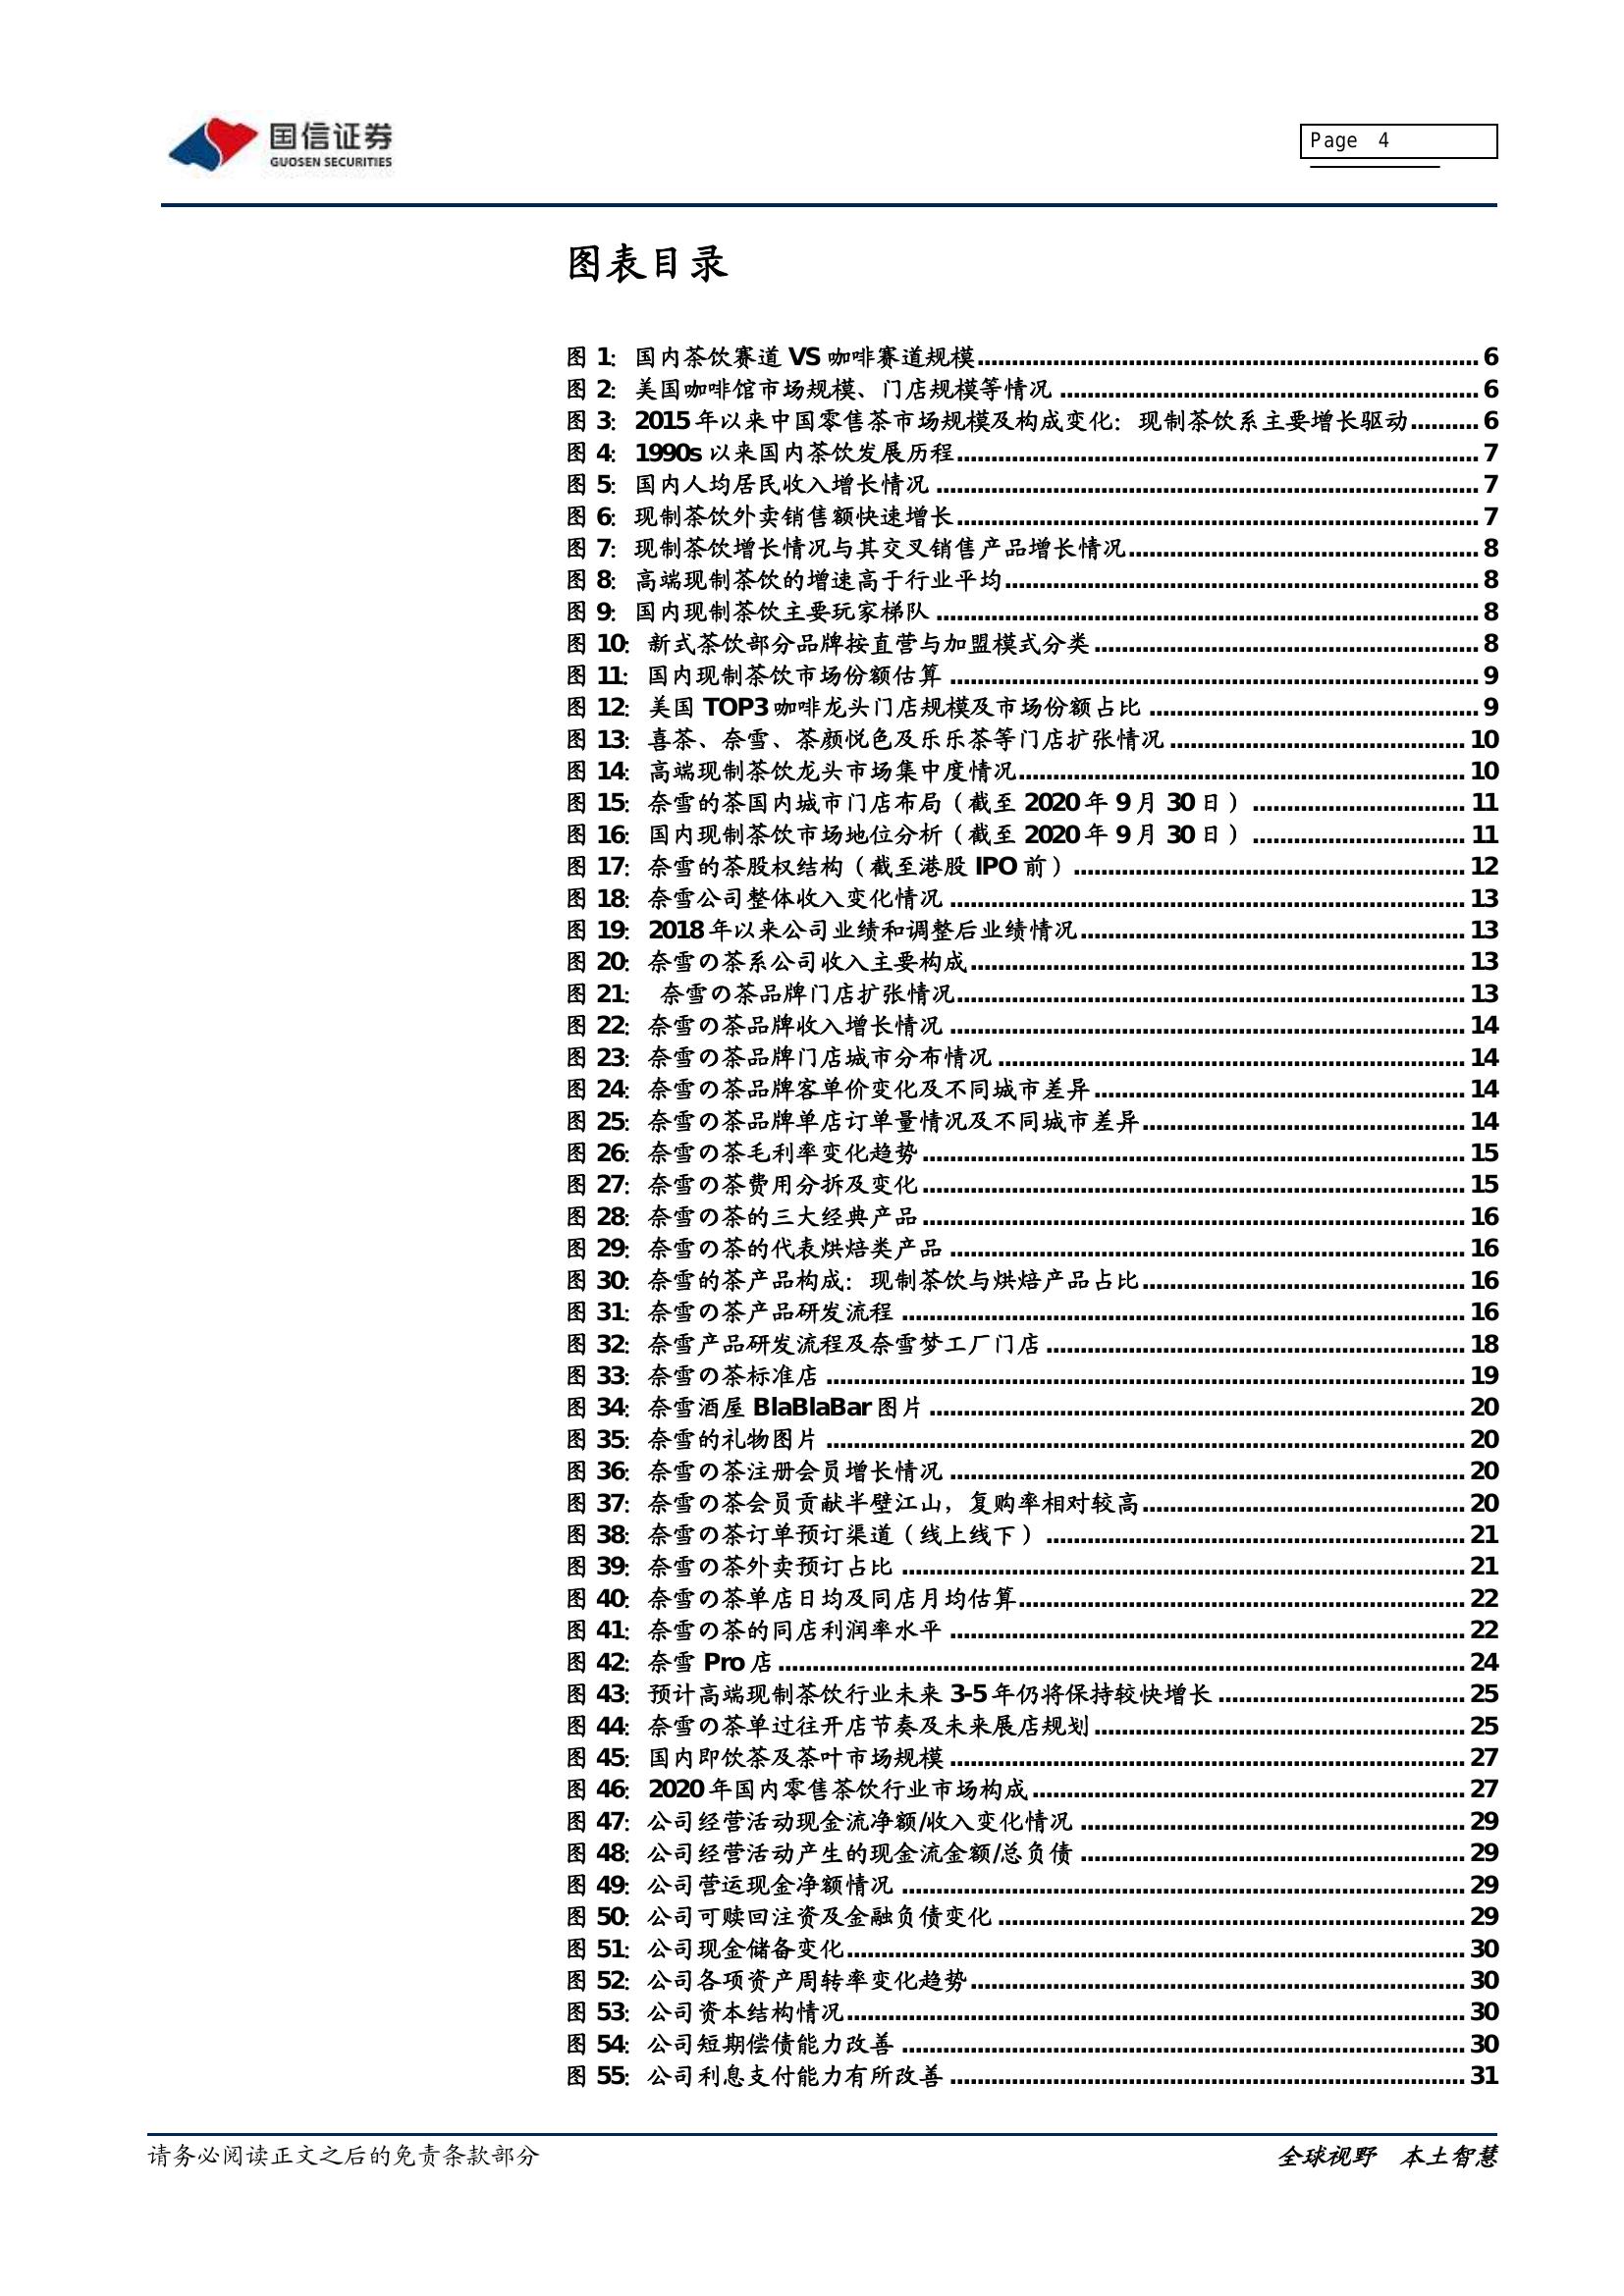 国信证券
GUOSEN SECURITIES
Page 4
图表目录
图 1：国内茶饮赛道 VS 咖啡赛道规模 6
图 2：美国咖啡馆市场规模、门店规模等情况 6
图 3：2015 年以来中国零售茶市场规模及构成变化：现制茶饮系主要增长驱动 6
图 4：1990s 以来国内茶饮发展历程 7
图 5：国内人均居民收入增长情况 7
图 6：现制茶饮外卖销售额快速增长 7
图 7：现制茶饮增长情况与其交叉销售产品增长情况 8
图 8：高端现制茶饮的增速高于行业平均 8
图 9：国内现制茶饮主要玩家梯队 8
图 10：新式茶饮部分品牌按直营与加盟模式分类 8
图 11：国内现制茶饮市场份额估算 9
图 12：美国 TOP3 咖啡龙头门店规模及市场份额占比 9
图 13：喜茶、奈雪、茶颜悦色及乐乐茶等门店扩张情况 10
图 14：高端现制茶饮龙头市场集中度情况 10
图 15：奈雪的茶国内城市门店布局（截至 2020 年 9 月 30 日） 11
图 16：国内现制茶饮市场地位分析（截至 2020 年 9 月 30 日） 11
图 17：奈雪的茶股权结构（截至港股 IPO 前） 12
图 18：奈雪公司整体收入变化情况 13
图 19：2018 年以来公司业绩和调整后业绩情况 13
图 20：奈雪の茶系公司收入主要构成 13
图 21： 奈雪の茶品牌门店扩张情况 13
图 22：奈雪の茶品牌收入增长情况 14
图 23：奈雪の茶品牌门店城市分布情况 14
图 24：奈雪の茶品牌客单价变化及不同城市差异 14
图 25：奈雪の茶品牌单店订单量情况及不同城市差异 14
图 26：奈雪の茶毛利率变化趋势 15
图 27：奈雪の茶费用分拆及变化 15
图 28：奈雪の茶的三大经典产品 16
图 29：奈雪の茶的代表烘焙类产品 16
图 30：奈雪的茶产品构成：现制茶饮与烘焙产品占比 16
图 31：奈雪の茶产品研发流程 16
图 32：奈雪产品研发流程及奈雪梦工厂门店 18
图 33：奈雪の茶标准店 19
图 34：奈雪酒屋 BlaBlaBar 图片 20
图 35：奈雪的礼物图片 20
图 36：奈雪の茶注册会员增长情况 20
图 37：奈雪の茶会员贡献半壁江山，复购率相对较高 20
图 38：奈雪の茶订单预订渠道（线上线下） 21
图 39：奈雪の茶外卖预订占比 21
图 40：奈雪の茶单店日均及同店月均估算 22
图 41：奈雪の茶的同店利润率水平 22
图 42：奈雪 Pro 店 24
图 43：预计高端现制茶饮行业未来 3-5 年仍将保持较快增长 25
图 44：奈雪の茶单过往开店节奏及未来展店规划 25
图 45：国内即饮茶及茶叶市场规模 27
图 46：2020 年国内零售茶饮行业市场构成 27
图 47：公司经营活动现金流净额/收入变化情况 29
图 48：公司经营活动产生的现金流金额/总负债 29
图 49：公司营运现金净额情况 29
图 50：公司可赎回注资及金融负债变化 29
图 51：公司现金储备变化 30
图 52：公司各项资产周转率变化趋势 30
图 53：公司资本结构情况 30
图 54：公司短期偿债能力改善 30
图 55：公司利息支付能力有所改善 31
请务必阅读正文之后的免责条款部分
全球视野 本土智慧